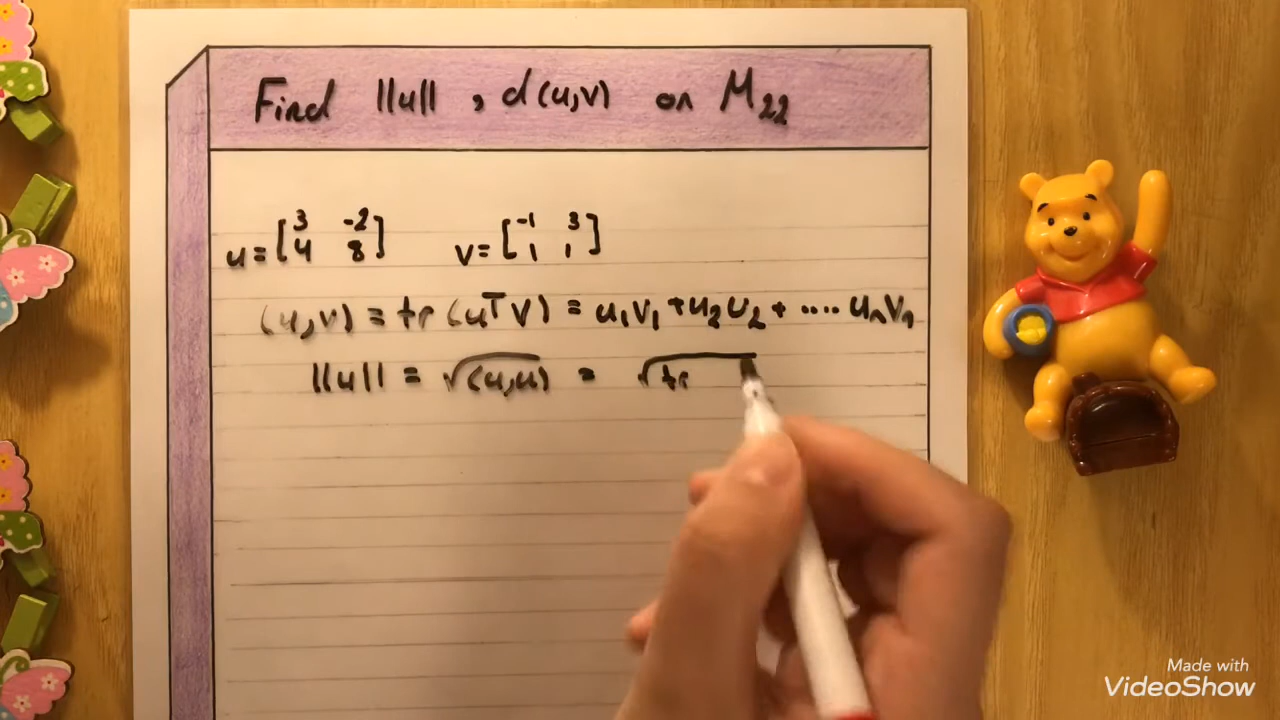 Find ||u|| , d(u,v) on M₂₂
u = [3 -2; 4 8] v = [-1 3; 1 1]
(u,v) = tr (uᵀ v) = u₁v₁ + u₂v₂ + .... uₙvₙ
||u|| = √(u,u) = √tr
Made with
VideoShow